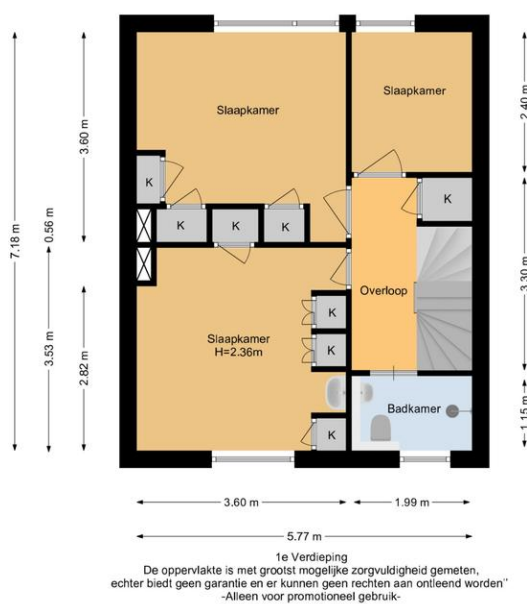 Slaapkamer
Slaapkamer
K
K
K
K
K
Overloop
Slaapkamer
H=2.36m
K
K
K
Badkamer
7.18 m
3.60 m
0.56 m
3.53 m
2.82 m
2.40 m
3.30 m
1.15 m
3.60 m
1.99 m
5.77 m
1e Verdieping
De oppervlakte is met grootst mogelijke zorgvuldigheid gemeten,
echter biedt geen garantie en er kunnen geen rechten aan ontleend worden"
-Alleen voor promotioneel gebruik-